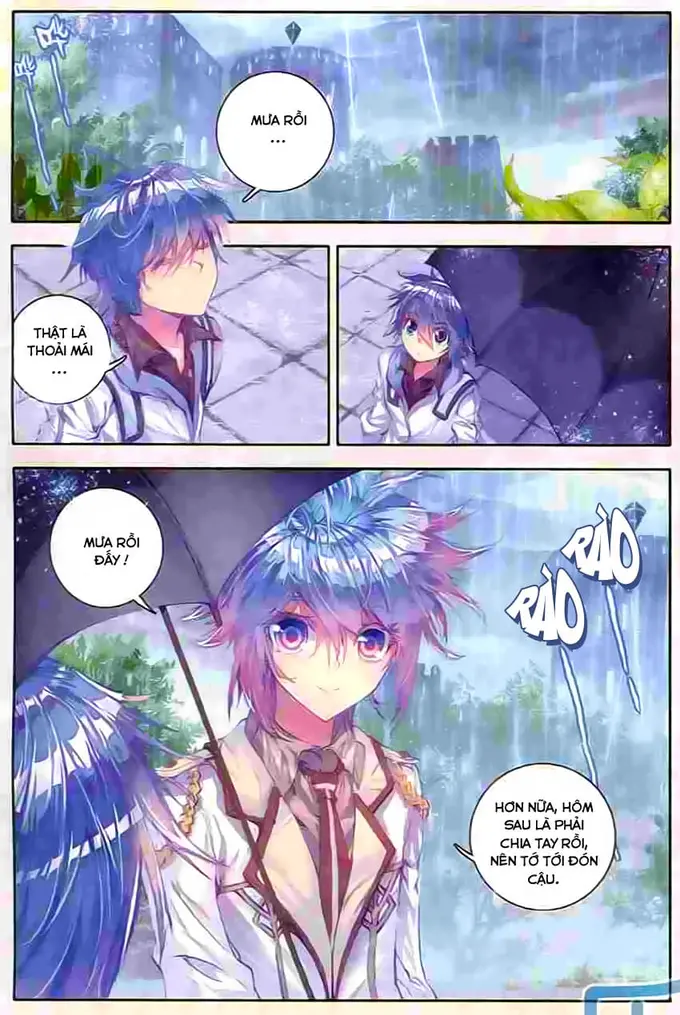 MƯA RỒI
...
THẬT LÀ
THOẢI MÁI
...
MƯA RỒI
ĐẤY !
RÀO
RÀO
HƠN NỮA, HÔM
SAU LÀ PHẢI
CHIA TAY RỒI,
NÊN TỚ TỚI ĐÓN
CẬU.